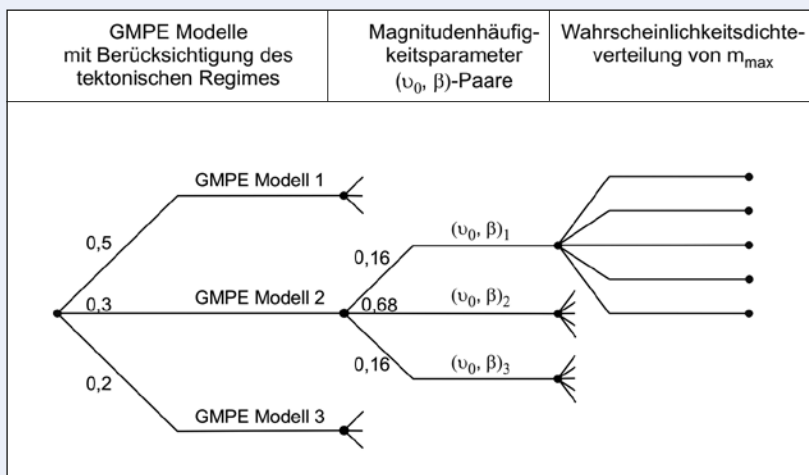 GMPE Modelle
mit Berücksichtigung des
tektonischen Regimes
Magnitudenhäufig-
keitsparameter
(υ₀, β)-Paare
Wahrscheinlichkeitsdichte-
verteilung von mₘₐₓ
GMPE Modell 1
0,5
0,16
(υ₀, β)₁
0,3
GMPE Modell 2
0,68
(υ₀, β)₂
0,2
0,16
(υ₀, β)₃
GMPE Modell 3